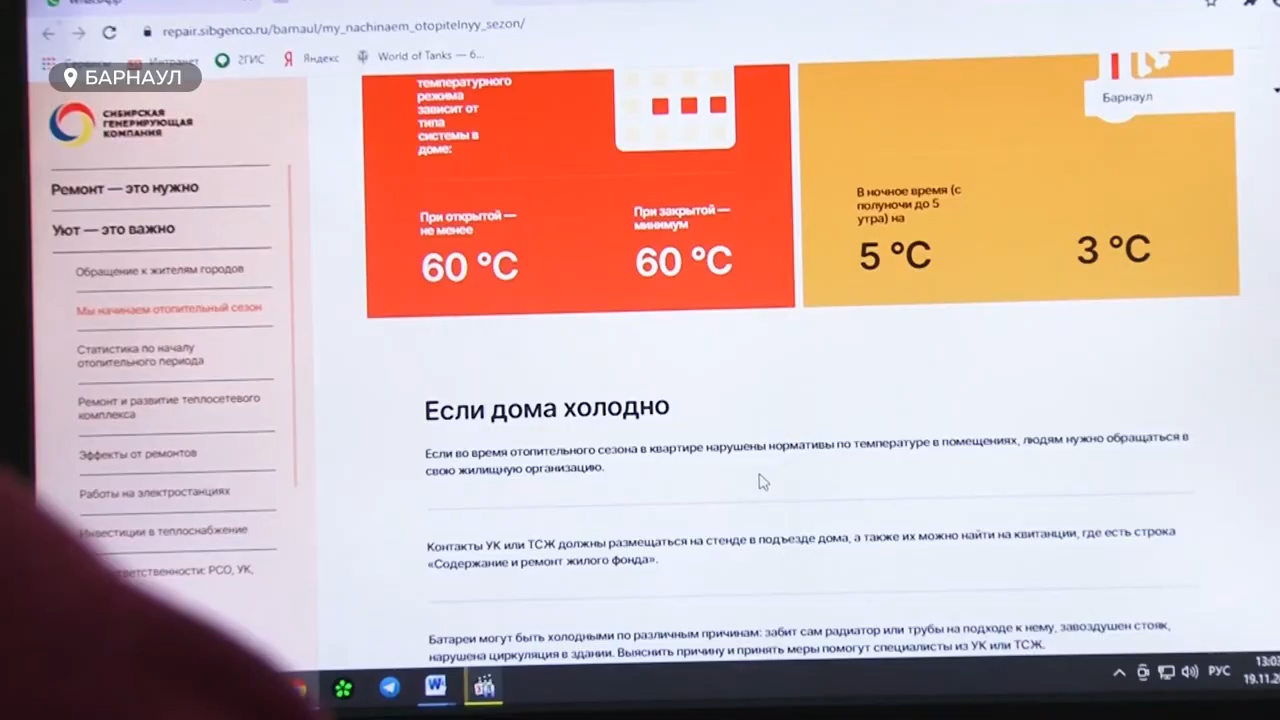 repair.sibgenco.ru/barnaul/my_nachinaem_otopitelnyy_sezon/
2ГИС
Яндекс
World of Tanks — 6...
БАРНАУЛ
СИБИРСКАЯ
ГЕНЕРИРУЮЩАЯ
КОМПАНИЯ
Ремонт — это нужно
Уют — это важно
Обращение к жителям городов
Мы начинаем отопительный сезон
Статистика по началу
отопительного периода
Ремонт и развитие теплосетевого
комплекса
Эффекты от ремонтов
Работы на электростанциях
Инвестиции в теплоснабжение
РСО, УК,
температурного
режима
зависит от
типа
системы в
доме:
При открытой —
не менее
60 °C
При закрытой —
минимум
60 °C
Барнаул
В ночное время (с
полуночи до 5
утра) на
5 °C
3 °C
Если дома холодно
Если во время отопительного сезона в квартире нарушены нормативы по температуре в помещениях, людям нужно обращаться в
свою жилищную организацию.
Контакты УК или ТСЖ должны размещаться на стенде в подъезде дома, а также их можно найти на квитанции, где есть строка
«Содержание и ремонт жилого фонда».
Батареи могут быть холодными по различным причинам: забит сам радиатор или трубы на подходе к нему, завоздушен стояк,
нарушена циркуляция в здании. Выяснить причину и принять меры помогут специалисты из УК или ТСЖ.
РУС
13:03
19.11.20